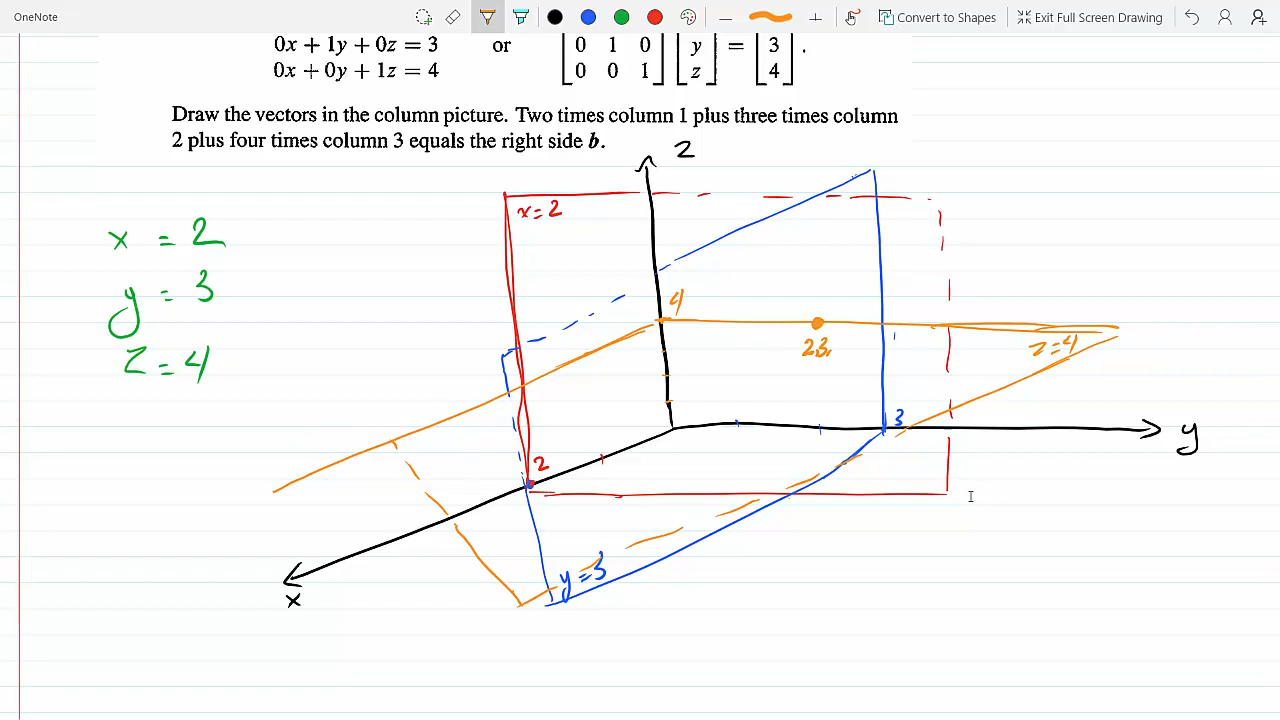 OneNote
Convert to Shapes
Exit Full Screen Drawing
0x + 1y + 0z = 3 or 0 1 0 y = 3
0x + 0y + 1z = 4 0 0 1 z 4 .
Draw the vectors in the column picture. Two times column 1 plus three times column
2 plus four times column 3 equals the right side b.
z
x = 2
x = 2
y = 3
z = 4
4
23,
z = 4
3
y
2
y = 3
x